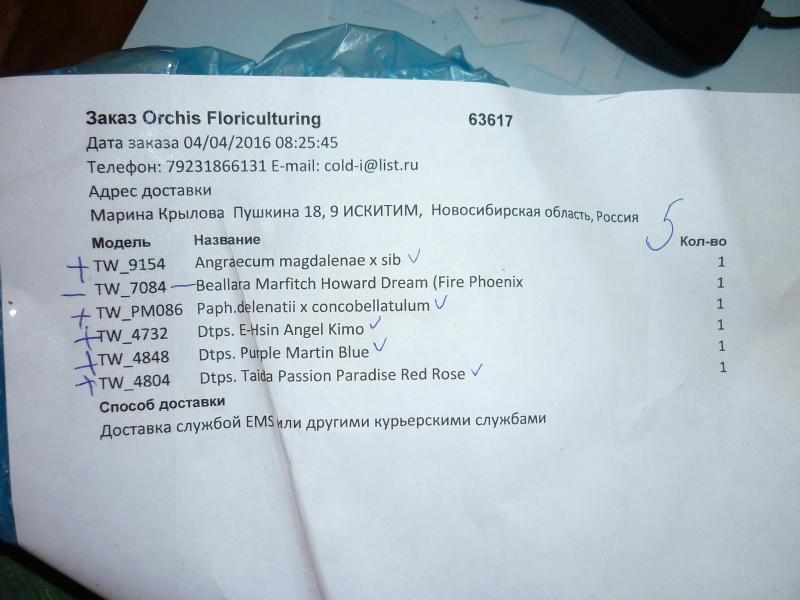 Заказ Orchis Floriculturing 63617
Дата заказа 04/04/2016 08:25:45
Телефон: 79231866131 E-mail: cold-i@list.ru
Адрес доставки
Марина Крылова Пушкина 18, 9 ИСКИТИМ, Новосибирская область, Россия
5
Модель Название Кол-во
+ TW_9154 Angraecum magdalenae x sib ✓ 1
— TW_7084 — Beallara Marfitch Howard Dream (Fire Phoenix 1
+ TW_PM086 Paph.delenatii x concobellatulum ✓ 1
+ TW_4732 Dtps. E-Hsin Angel Kimo ✓ 1
+ TW_4848 Dtps. Purple Martin Blue ✓ 1
+ TW_4804 Dtps. Taida Passion Paradise Red Rose ✓ 1
Способ доставки
Доставка службой EMS или другими курьерскими службами